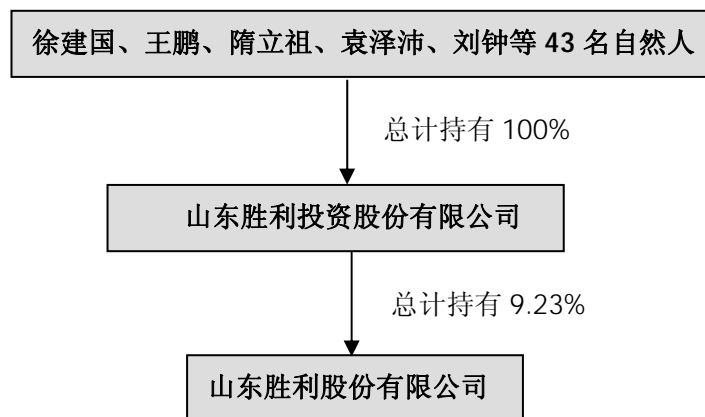 徐建国、王鹏、隋立祖、袁泽沛、刘钟等 43 名自然人
总计持有 100%
山东胜利投资股份有限公司
总计持有 9.23%
山东胜利股份有限公司